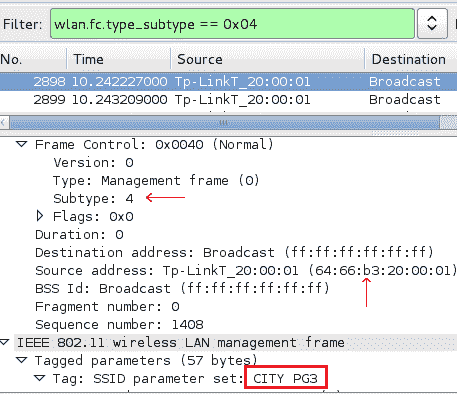 Filter: wlan.fc.type_subtype == 0x04
No. Time Source Destination
2898 10.242227000 Tp-LinkT_20:00:01 Broadcast
2899 10.243209000 Tp-LinkT_20:00:01 Broadcast
Frame Control: 0x0040 (Normal)
Version: 0
Type: Management frame (0)
Subtype: 4
Flags: 0x0
Duration: 0
Destination address: Broadcast (ff:ff:ff:ff:ff:ff)
Source address: Tp-LinkT_20:00:01 (64:66:b3:20:00:01)
BSS Id: Broadcast (ff:ff:ff:ff:ff:ff)
Fragment number: 0
Sequence number: 1408
IEEE 802.11 wireless LAN management frame
Tagged parameters (57 bytes)
Tag: SSID parameter set: CITY PG3